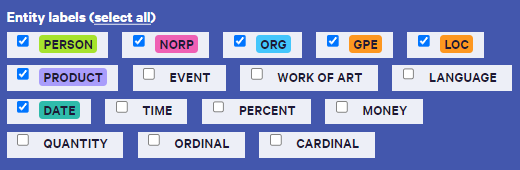 Entity labels (select all)
PERSON NORP ORG GPE LOC
PRODUCT EVENT WORK OF ART LANGUAGE
DATE TIME PERCENT MONEY
QUANTITY ORDINAL CARDINAL